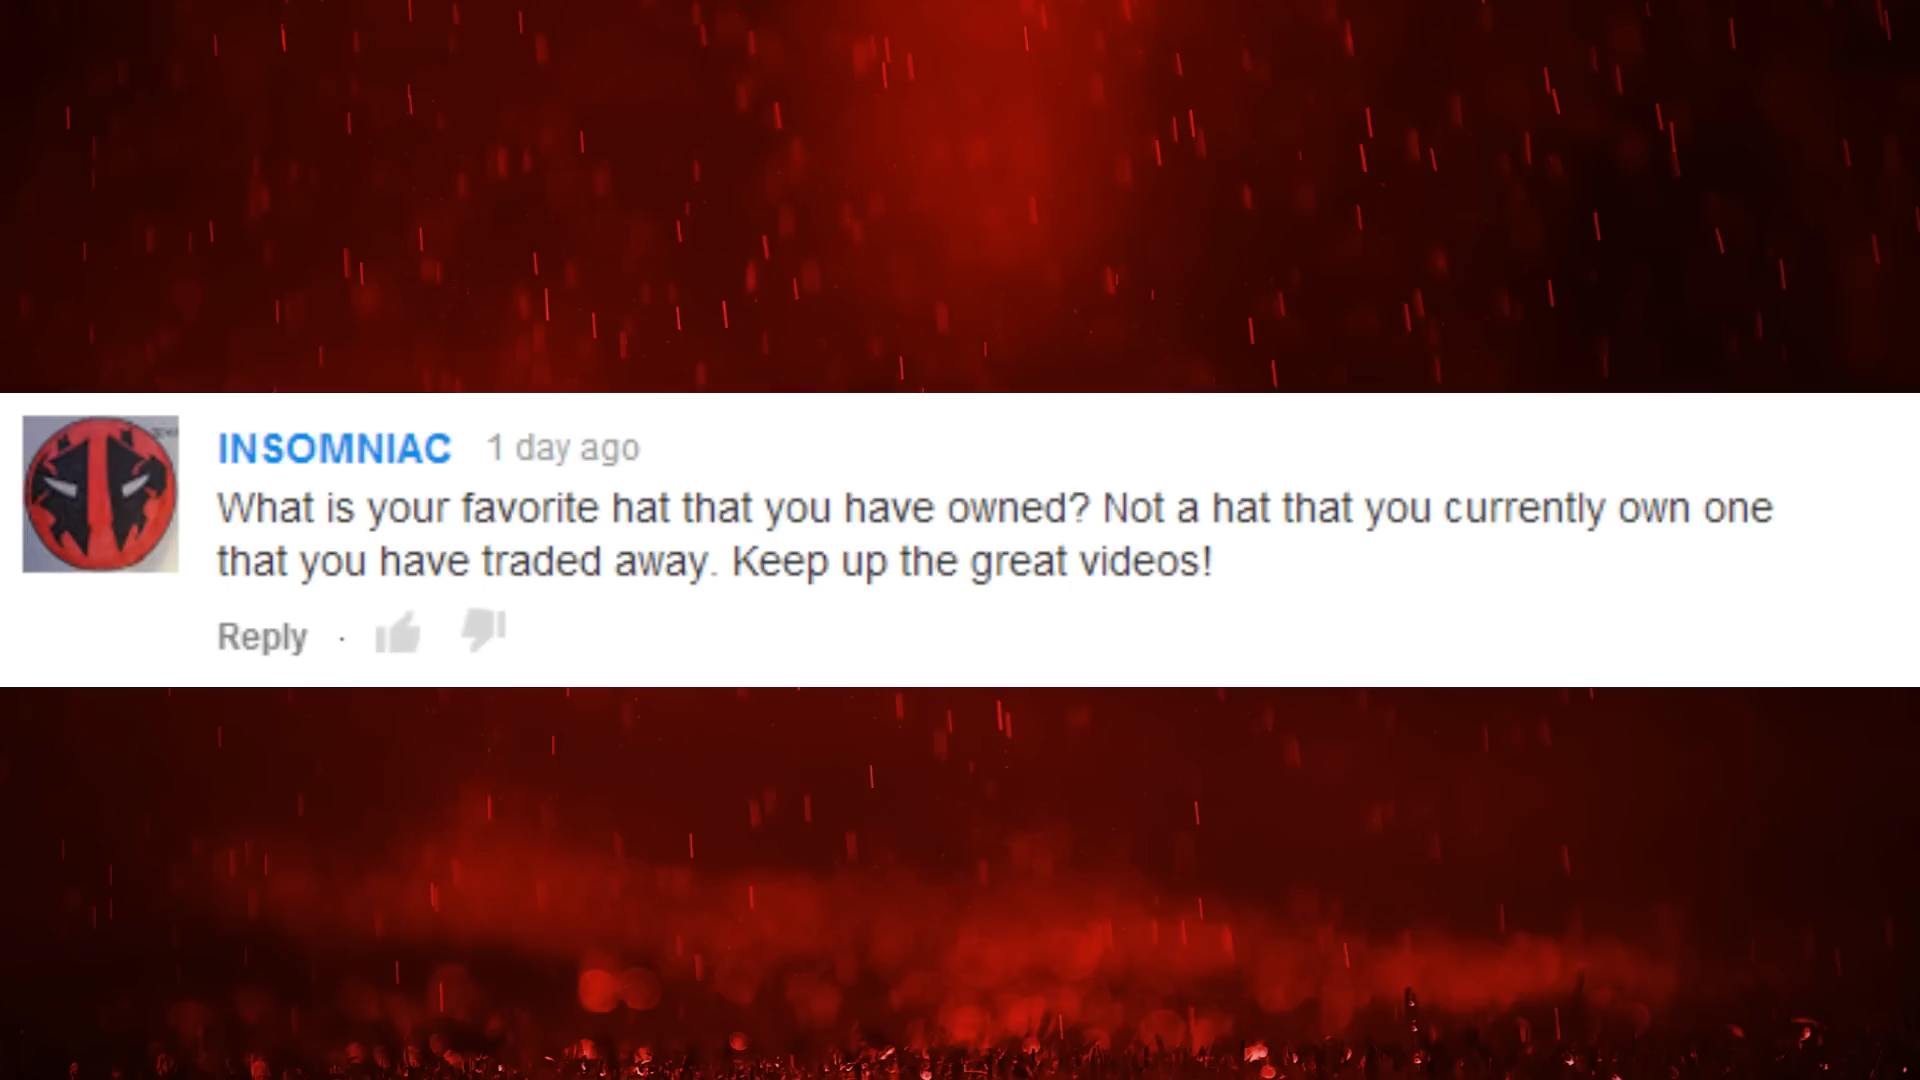 INSOMNIAC 1 day ago
What is your favorite hat that you have owned? Not a hat that you currently own one
that you have traded away. Keep up the great videos!
Reply ·